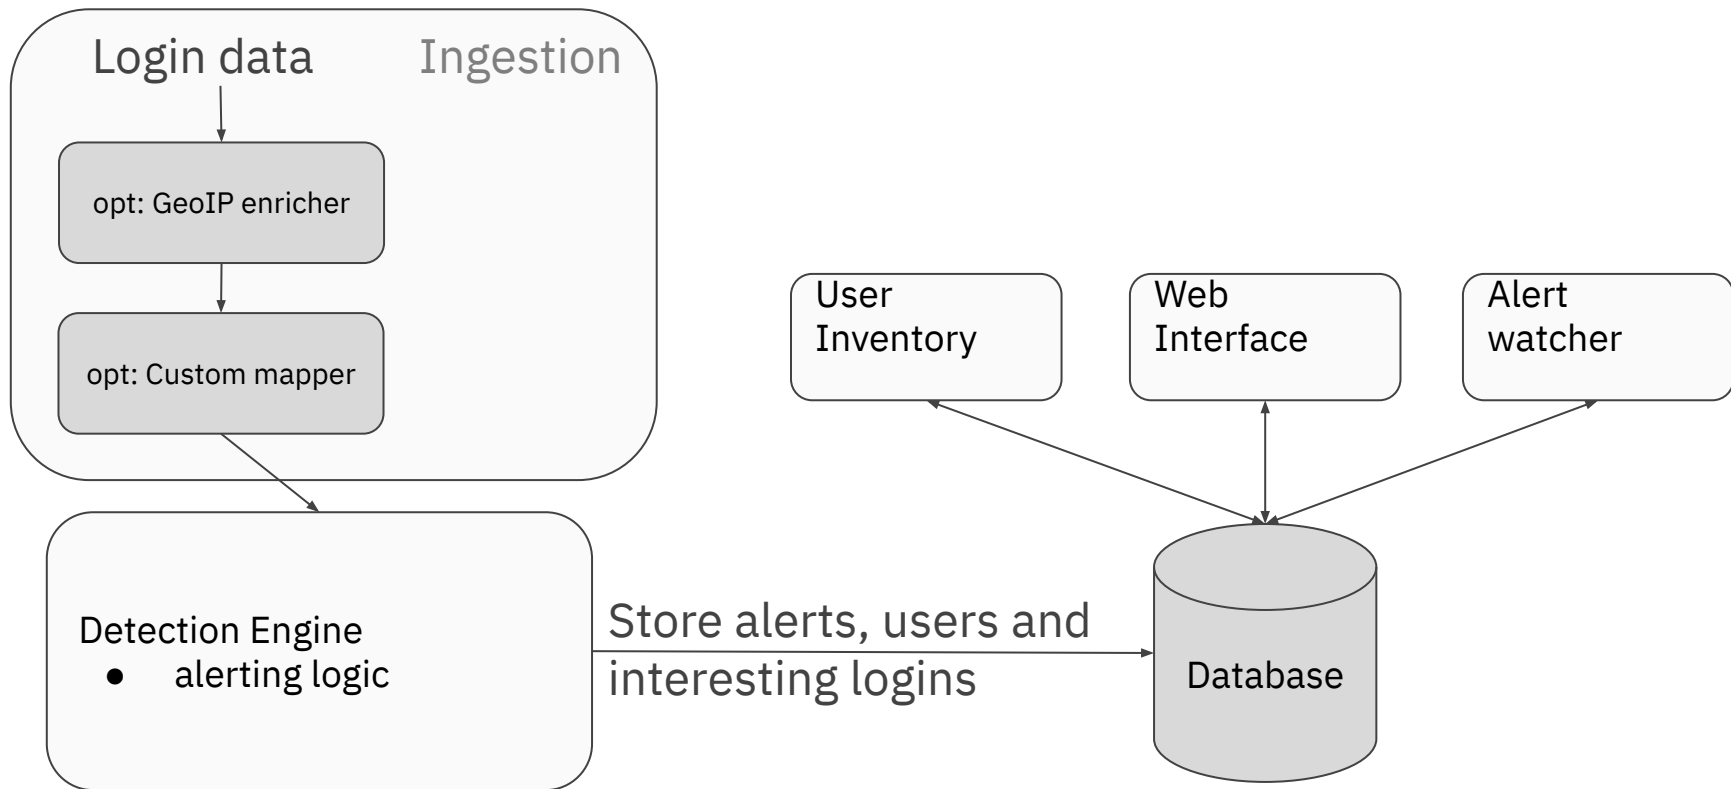 Login data
Ingestion
opt: GeoIP enricher
opt: Custom mapper
User
Inventory
Web
Interface
Alert
watcher
Detection Engine
● alerting logic
Store alerts, users and
interesting logins
Database